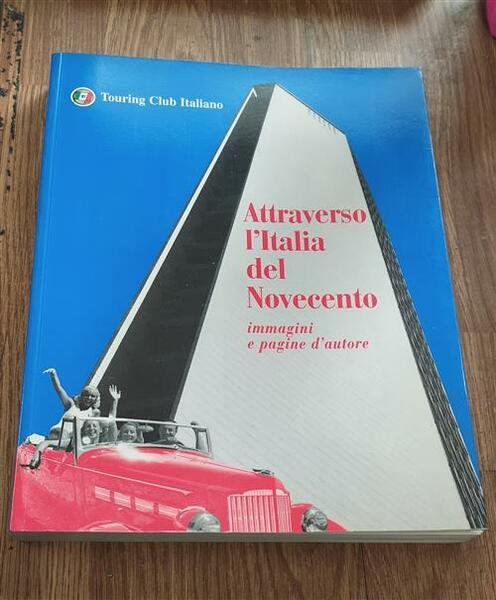 Touring Club Italiano
Attraverso
l'Italia
del
Novecento
immagini
e pagine d'autore